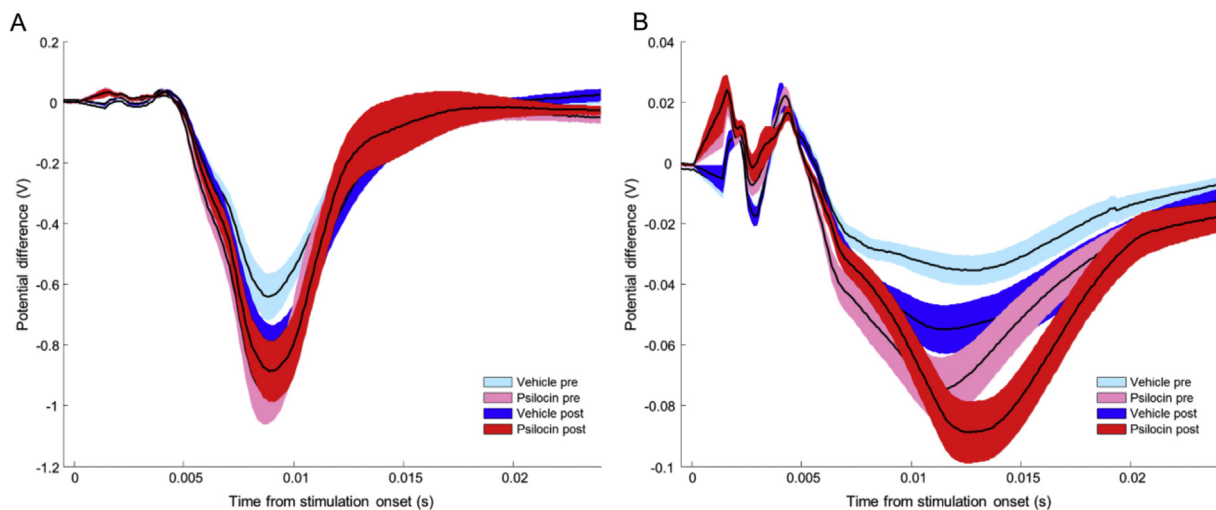 A
0.2
0
-0.2
-0.4
-0.6
-0.8
-1
-1.2
Potential difference (V)
0
0.005
0.01
0.015
0.02
Time from stimulation onset (s)
Vehicle pre
Psilocin pre
Vehicle post
Psilocin post
B
0.04
0.02
0
-0.02
-0.04
-0.06
-0.08
-0.1
Potential difference (V)
0
0.005
0.01
0.015
0.02
Time from stimulation onset (s)
Vehicle pre
Psilocin pre
Vehicle post
Psilocin post